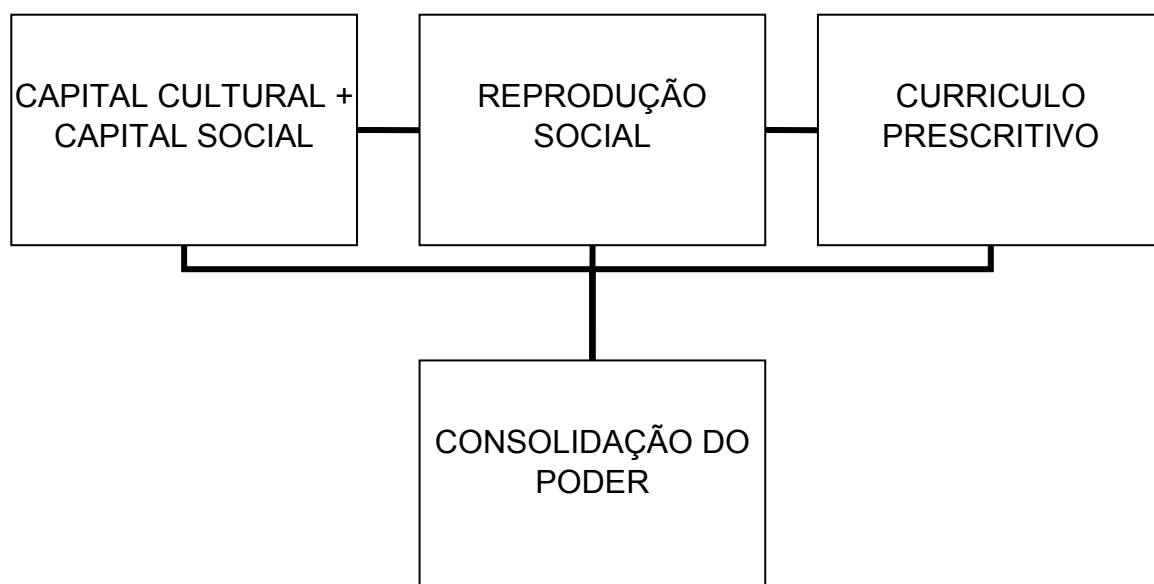 CAPITAL CULTURAL +
CAPITAL SOCIAL
REPRODUÇÃO
SOCIAL
CURRICULO
PRESCRITIVO
CONSOLIDAÇÃO DO
PODER